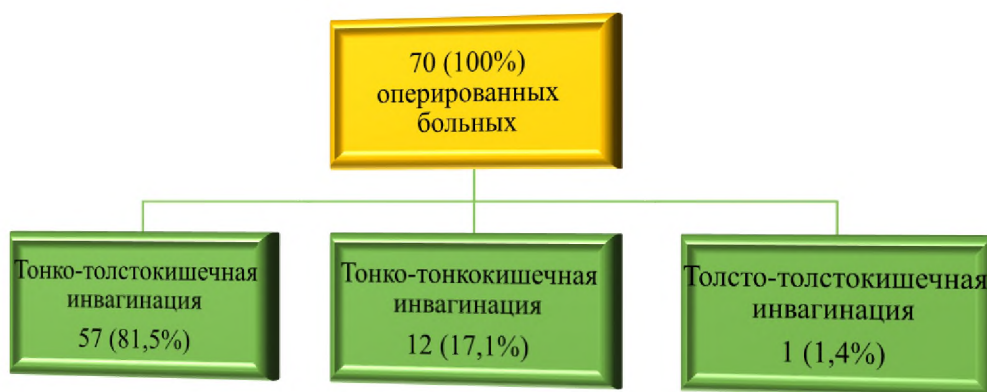 70 (100%)
оперированных
больных
Тонко-толстокишечная
инвагинация
57 (81,5%)
Тонко-тонкокишечная
инвагинация
12 (17,1%)
Толсто-толстокишечная
инвагинация
1 (1,4%)